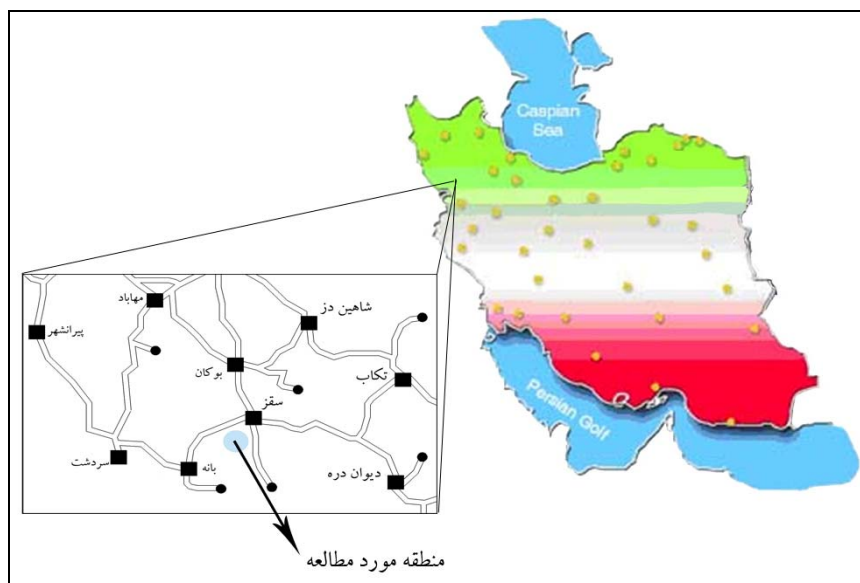 Caspian
Sea
Persian Golf
مهاباد
شاهین دز
پیرانشهر
بوکان
تکاب
سقز
سردشت
بانه
دیوان دره
منطقه مورد مطالعه